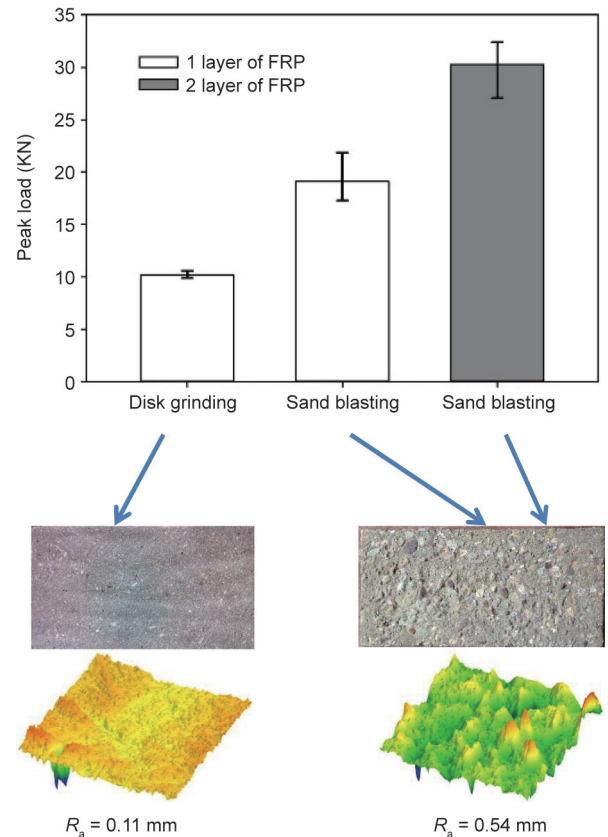 35
30
25
20
15
10
5
0
Peak load (KN)
1 layer of FRP
2 layer of FRP
Disk grinding
Sand blasting
Sand blasting
Rₐ = 0.11 mm
Rₐ = 0.54 mm